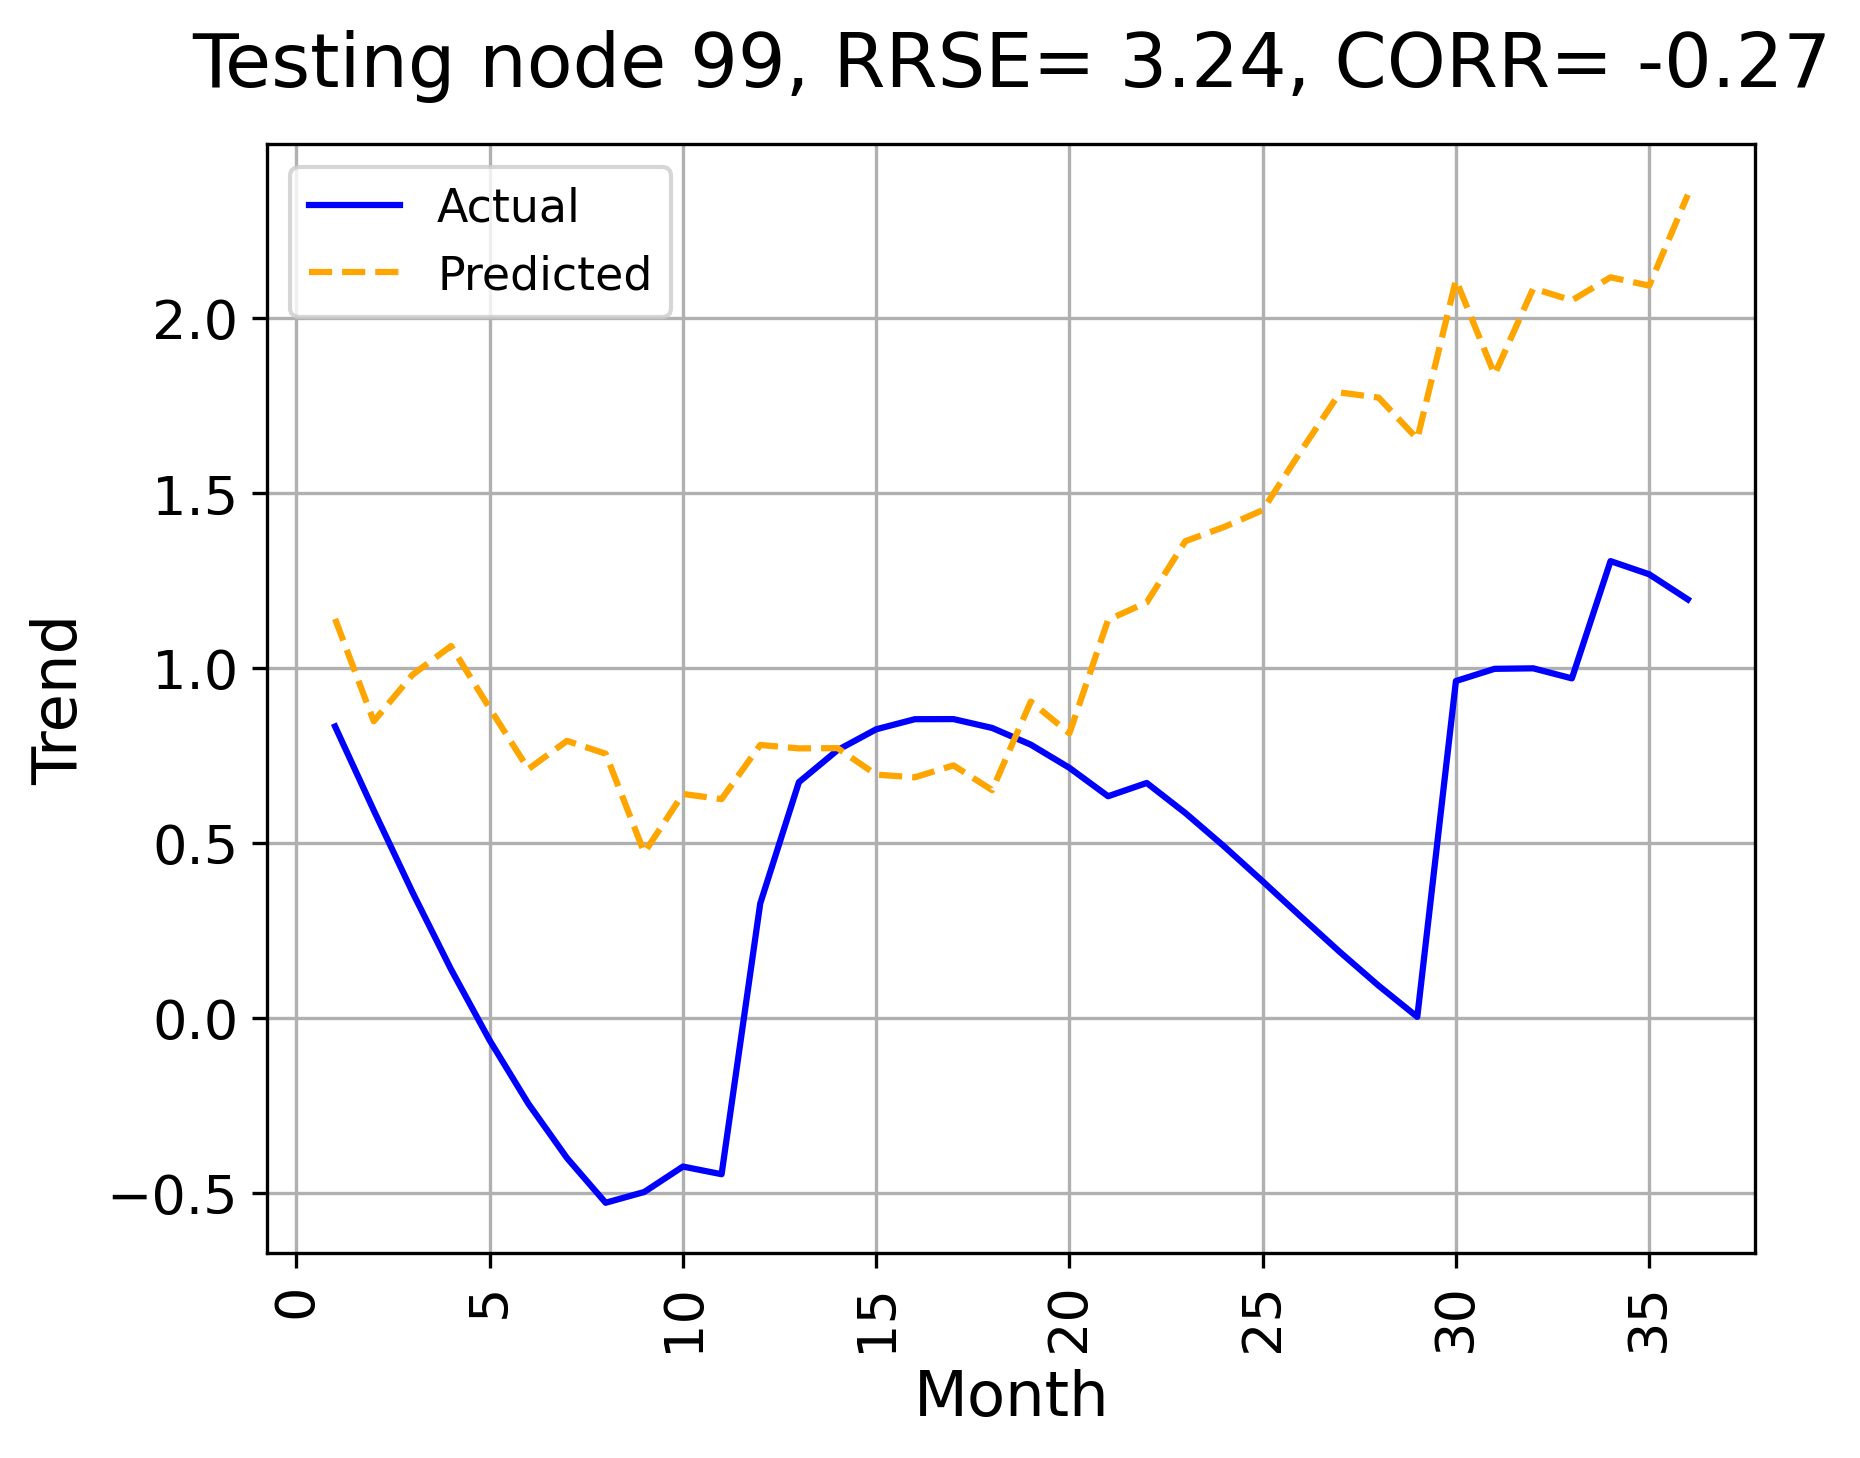 Testing node 99, RRSE= 3.24, CORR= -0.27
Actual
Predicted
Trend
2.0
1.5
1.0
0.5
0.0
−0.5
0 5 10 15 20 25 30 35
Month